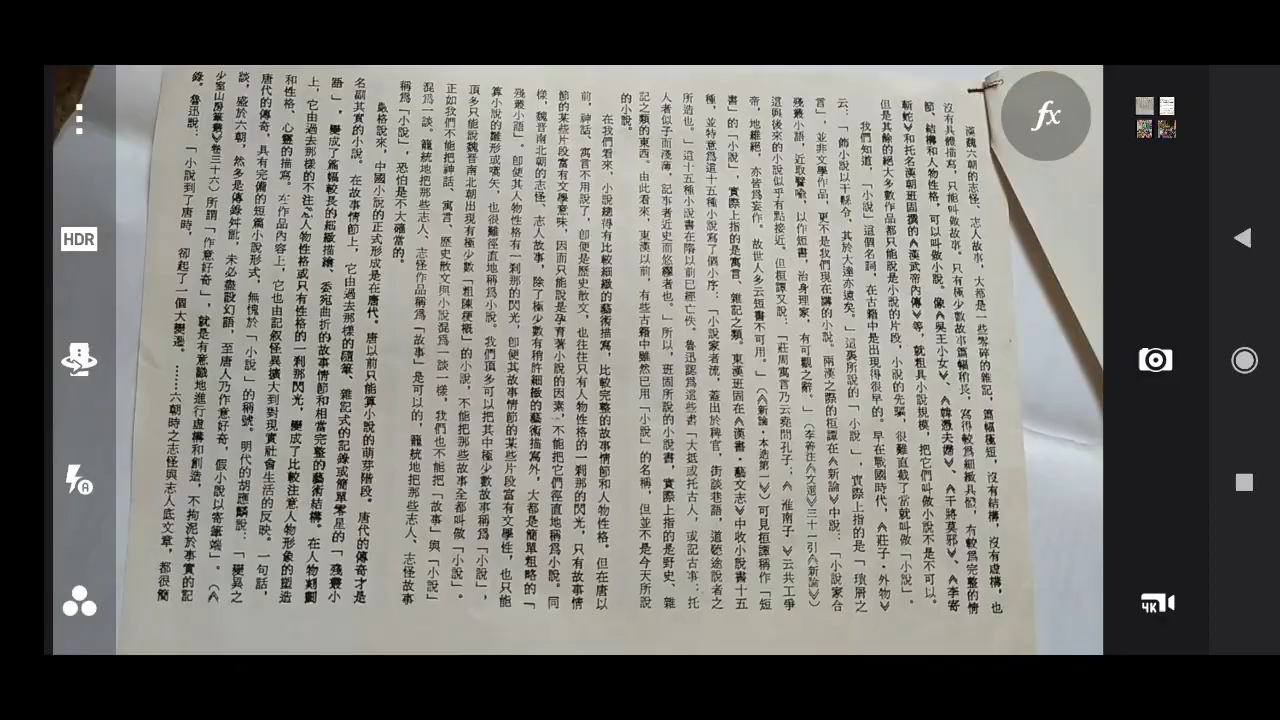 漢魏六朝的志怪、志人故事，大都是一些零碎的雜記，篇幅極短，沒有結構，沒有虛構，也
沒有具體描寫，只能叫做故事。只有極少數故事篇幅稍長，寫得較爲細緻具體，有較爲完整的情
節、結構和人物性格，可以叫做小說。像《吳王小女》、《韓憑夫婦》、《干將莫邪》、《李寄
斬蛇》和托名漢朝班固撰的《漢武帝內傳》等，就粗具小說規模，把它們叫做小說不是不可以。
但是其餘的絕大多數作品都只能說是小說的片段，小說的先驅，很難直截了當就叫做「小說」。
我們知道，「小說」這個名詞，在古籍中是出現得很早的。早在戰國時代，《莊子·外物》
云：「飾小說以干縣令，其於大達亦遠矣。」這裏所說的「小說」，實際上指的是「瑣屑之
言」，並非文學作品，更不是我們現在講的小說。兩漢之際的桓譚在《新論》中說：「小說家合
殘叢小語，近取譬喻，以作短書，治身理家，有可觀之辭。」（李善注《文選》三十一引《新論》）
這與後來的小說似乎有點接近。但桓譚又說：「莊周寓言乃云堯問孔子，《淮南子》云共工爭
帝，地維絕，亦皆爲妄作。故世人多云短書不可用。」（《新論·本造第一》）可見桓譚稱作「短
書」的「小說」，實際上指的是寓言、雜記之類。東漢班固在《漢書·藝文志》中收小說書十五
種，並特意爲這十五種小說寫了個小序：「小說家者流，蓋出於稗官，街談巷語，道聽途說者之
所造也。」這十五種小說書在隋以前已經亡佚。魯迅認爲這些書「大抵或托古人，或記古事：托
人者似子而淺薄，記事者近史而悠繆者也。」所以，班固所說的小說書，實際上指的是野史、雜
記之類的東西。由此看來，東漢以前，有些古籍中雖然已用「小說」的名稱，但並不是今天所說
的小說。
在我們看來，小說總得有比較細緻的藝術描寫，比較完整的故事情節和人物性格。但在唐以
前，神話、寓言不用說了，卽便是歷史散文，也往往只有人物性格的一刹那的閃光，只有故事情
節的某些片段富有文學意味，因而只能說是孕育著小說的因素，不能把它們徑直地稱爲小說。同
樣，魏晉南北朝的志怪、志人故事，除了極少數有稍許細緻的藝術描寫外，大都是簡單粗略的「
殘叢小語」。卽便其人物性格有一刹那的閃光，卽便其故事情節的某些片段富有文學性，也只能
算小說的雛形或嚆矢，也很難徑直地稱爲小說。我們頂多可以把其中極少數故事稱爲「小說」，
頂多只能說魏晉南北朝出現有極少數「粗陳梗概」的小說，不能把那些故事全都叫做「小說」。
正如我們不能把神話、寓言、歷史散文與小說混爲一談一樣，我們也不能把「故事」與「小說」
混爲一談。籠統地把那些志人、志怪作品稱爲「故事」是可以的，籠統地把那些志人、志怪故事
稱爲「小說」，恐怕是不大確當的。
嚴格說來，中國小說的正式形成是在唐代。唐以前只能算小說的萌芽階段。唐代的傳奇才是
名副其實的小說。在故事情節上，它由過去那樣的隨筆、雜記式的記錄或簡單零星的「殘叢小
語」，變成了篇幅較長的細緻描繪、委宛曲折的故事情節和相當完整的藝術結構。在人物刻劃
上，它由過去那樣的不注意人物性格或只有性格的一刹那閃光，變成了比較注意人物形象的塑造
和性格、心靈的描寫。在作品內容上，它也由記敘怪異擴大到對現實社會生活的反映。一句話，
唐代的傳奇，具有完備的短篇小說形式，無愧於「小說」的稱號。明代的胡應麟說：「變異之
談，盛於六朝，然多是傳錄舛訛，未必盡設幻語，至唐人乃作意好奇，假小說以寄筆端」。（《
少室山房筆叢》卷三十六）所謂「作意好奇」，就是有意識地進行虛構和創造，不拘泥於事實的記
錄。魯迅說：「小說到了唐時，卻起了一個大變遷。……六朝時之志怪與志人底文章，都很簡
HDR
fx
4K